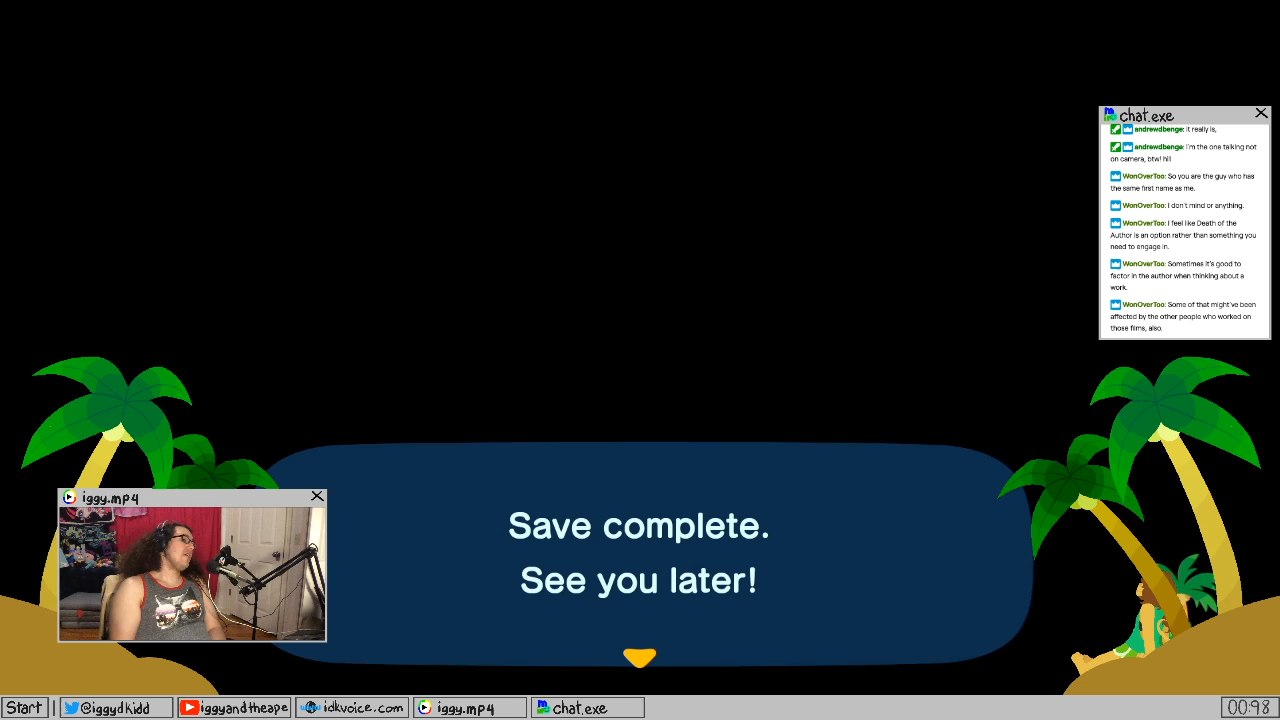 chat.exe
andrewdbenge: it really is,
andrewdbenge: I'm the one talking not
on camera, btw! hi!
WonOverToo: So you are the guy who has
the same first name as me.
WonOverToo: I don't mind or anything.
WonOverToo: I feel like Death of the
Author is an option rather than something you
need to engage in.
WonOverToo: Sometimes it's good to
factor in the author when thinking about a
work.
WonOverToo: Some of that might've been
affected by the other people who worked on
those films, also.
iggy.mp4
Save complete.
See you later!
Start | @iggydkidd iggyandtheape www idkvoice.com iggy.mp4 chat.exe 00:98